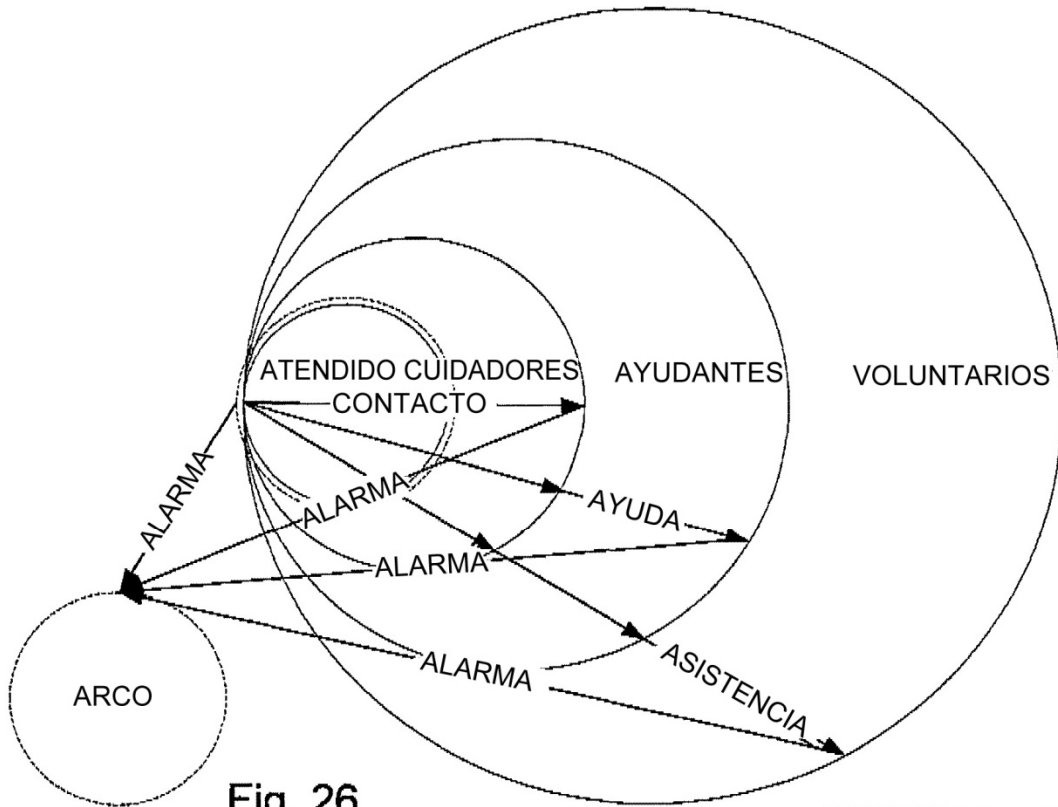 ATENDIDO CUIDADORES
AYUDANTES
VOLUNTARIOS
CONTACTO
ALARMA
ALARMA
AYUDA
ALARMA
ALARMA
ASISTENCIA
ARCO
Fig. 26